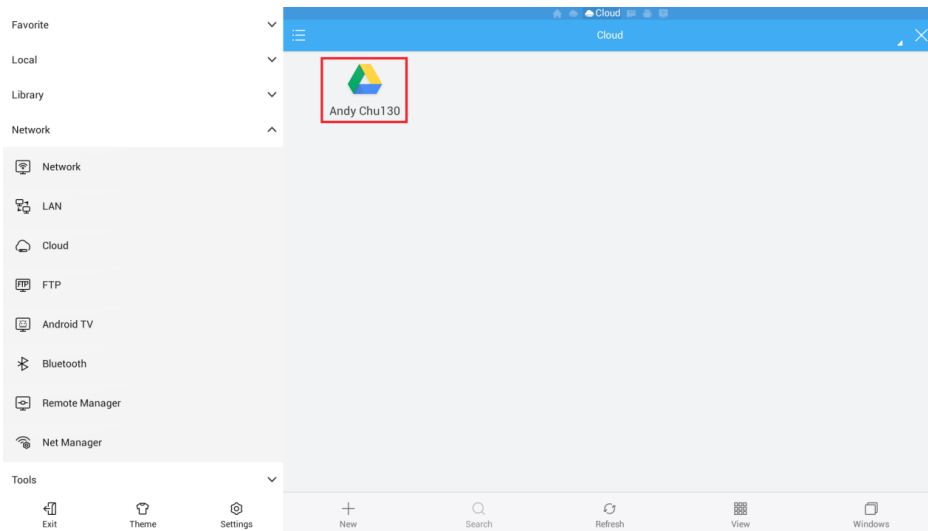 Favorite
Local
Library
Network
Network
LAN
Cloud
FTP
FTP
Android TV
Bluetooth
Remote Manager
Net Manager
Tools
Exit
Theme
Settings
Cloud
Cloud
Andy Chu130
New
Search
Refresh
View
Windows